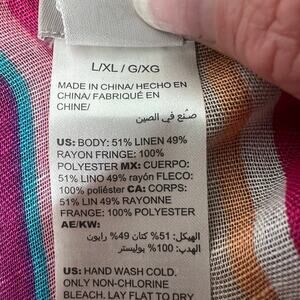 L/XL / G/XG
MADE IN CHINA/ HECHO EN
CHINA/ FABRIQUÉ EN
CHINE/
صنع في الصين
US: BODY: 51% LINEN 49%
RAYON FRINGE: 100%
POLYESTER MX: CUERPO:
51% LINO 49% rayón FLECO:
100% poliéster CA: CORPS:
51% LIN 49% RAYONNE
FRANGE: 100% POLYESTER
AE/KW:
الهيكل: 51% كتان 49% رايون
الهدب: 100% بوليستر
US: HAND WASH COLD.
ONLY NON-CHLORINE
BLEACH. LAY FLAT TO DRY